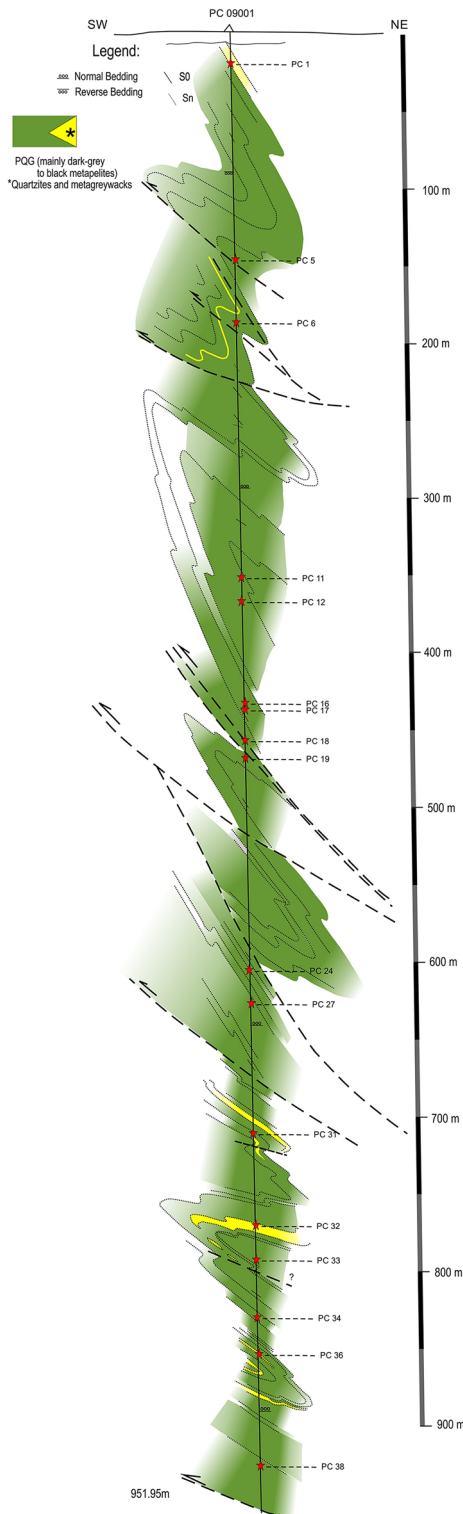 PC 09001
SW
NE
Legend:
Normal Bedding
Reverse Bedding
S0
Sn
*
PQG (mainly dark-grey
to black metapelites)
*Quartzites and metagreywacks
PC 1
100 m
PC 5
PC 6
200 m
300 m
PC 11
PC 12
400 m
PC 16
PC 17
PC 18
PC 19
500 m
PC 24
600 m
PC 27
700 m
PC 31
PC 32
PC 33
?
800 m
PC 34
PC 36
900 m
PC 38
951.95m